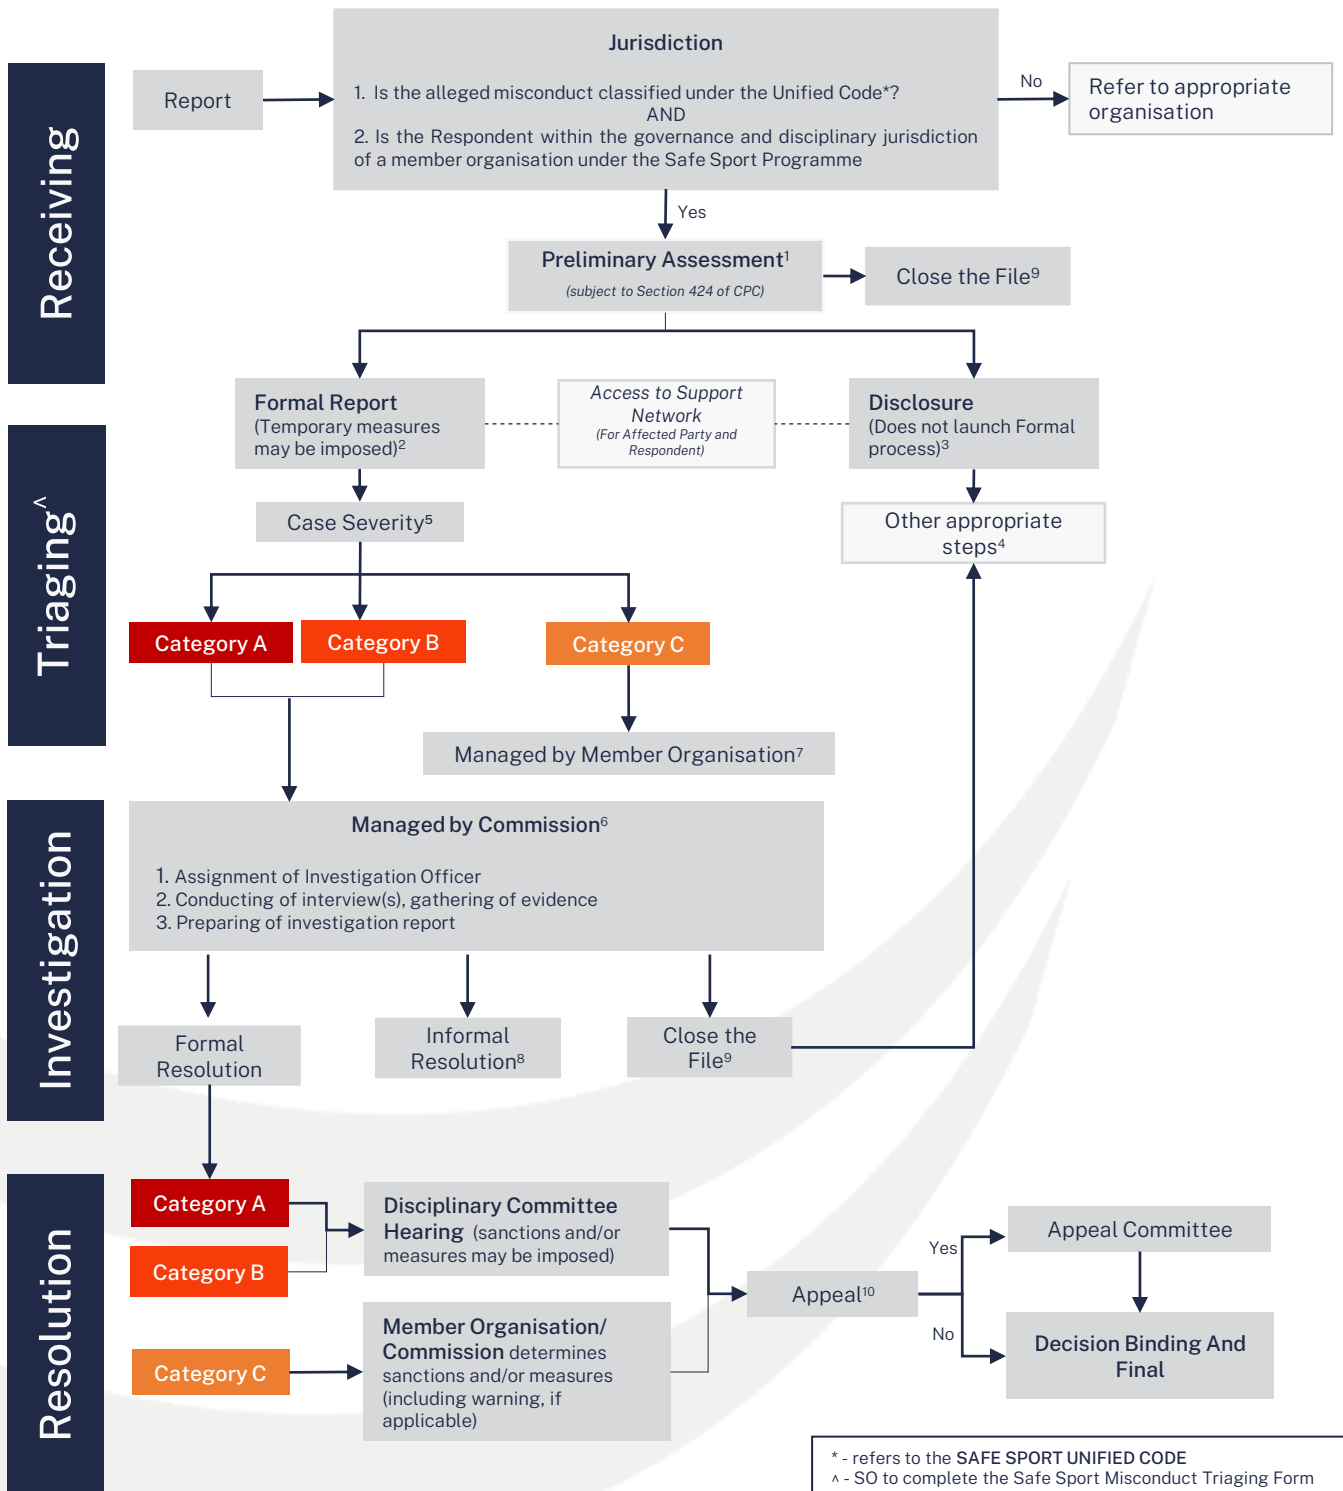 Receiving
Report
Jurisdiction
1. Is the alleged misconduct classified under the Unified Code*?
AND
2. Is the Respondent within the governance and disciplinary jurisdiction
of a member organisation under the Safe Sport Programme
No
Refer to appropriate
organisation
Yes
Preliminary Assessment¹
(subject to Section 424 of CPC)
Close the File⁹
Triaging^
Formal Report
(Temporary measures
may be imposed)²
Access to Support
Network
(For Affected Party and
Respondent)
Disclosure
(Does not launch Formal
process)³
Case Severity⁵
Other appropriate
steps⁴
Category A
Category B
Category C
Managed by Member Organisation⁷
Investigation
Managed by Commission⁶
1. Assignment of Investigation Officer
2. Conducting of interview(s), gathering of evidence
3. Preparing of investigation report
Formal
Resolution
Informal
Resolution⁸
Close the
File⁹
Resolution
Category A
Category B
Disciplinary Committee
Hearing (sanctions and/or
measures may be imposed)
Category C
Member Organisation/
Commission determines
sanctions and/or measures
(including warning, if
applicable)
Appeal¹⁰
Yes
No
Appeal Committee
Decision Binding And
Final
* - refers to the SAFE SPORT UNIFIED CODE
^ - SO to complete the Safe Sport Misconduct Triaging Form